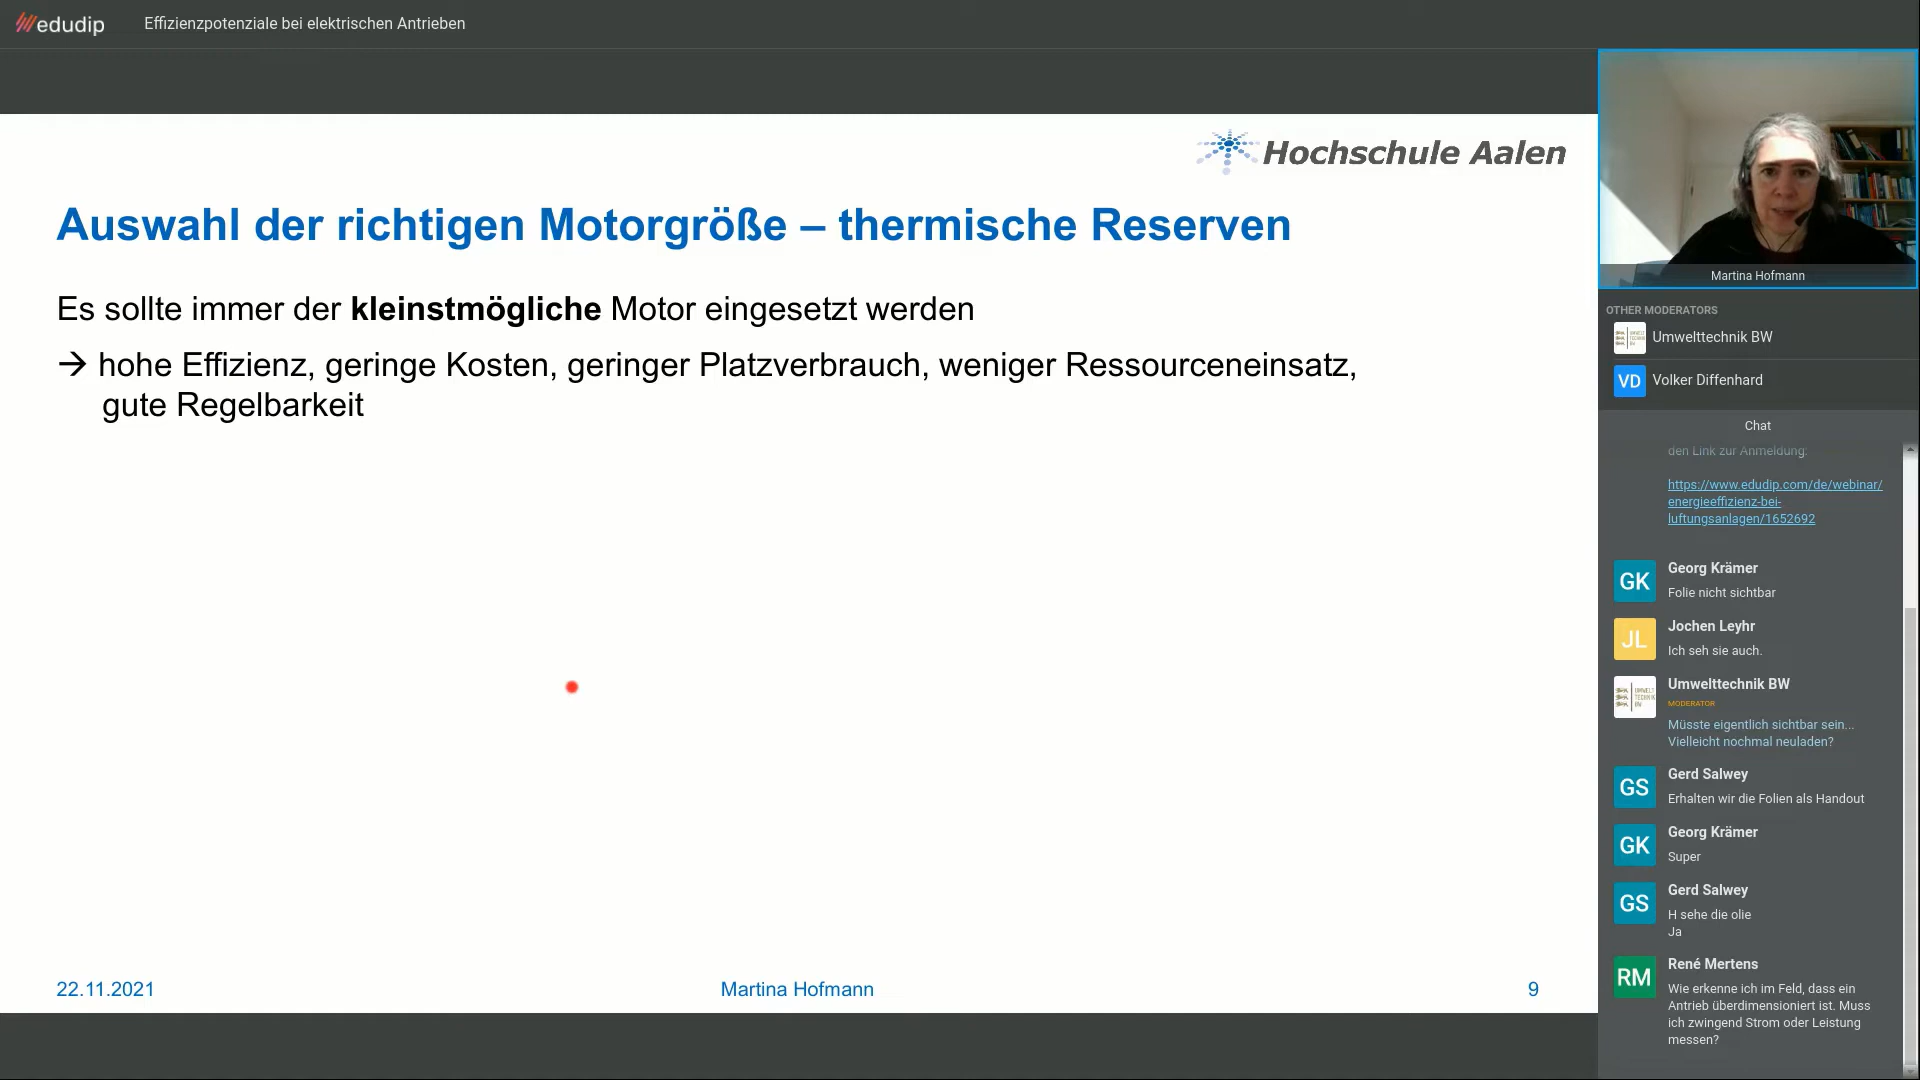 edudip
Effizienzpotenziale bei elektrischen Antrieben
Hochschule Aalen
Auswahl der richtigen Motorgröße – thermische Reserven
Es sollte immer der kleinstmögliche Motor eingesetzt werden
→ hohe Effizienz, geringe Kosten, geringer Platzverbrauch, weniger Ressourceneinsatz,
gute Regelbarkeit
22.11.2021
Martina Hofmann
9
Martina Hofmann
OTHER MODERATORS
Umwelttechnik BW
VD
Volker Diffenhard
Chat
den Link zur Anmeldung:
https://www.edudip.com/de/webinar/
energieeffizienz-bei-
luftungsanlagen/1652692
GK
Georg Krämer
Folie nicht sichtbar
JL
Jochen Leyhr
Ich seh sie auch.
UMWELT
TECHNIK
BW
Umwelttechnik BW
MODERATOR
Müsste eigentlich sichtbar sein...
Vielleicht nochmal neuladen?
GS
Gerd Salwey
Erhalten wir die Folien als Handout
GK
Georg Krämer
Super
GS
Gerd Salwey
H sehe die olie
Ja
RM
René Mertens
Wie erkenne ich im Feld, dass ein
Antrieb überdimensioniert ist. Muss
ich zwingend Strom oder Leistung
messen?